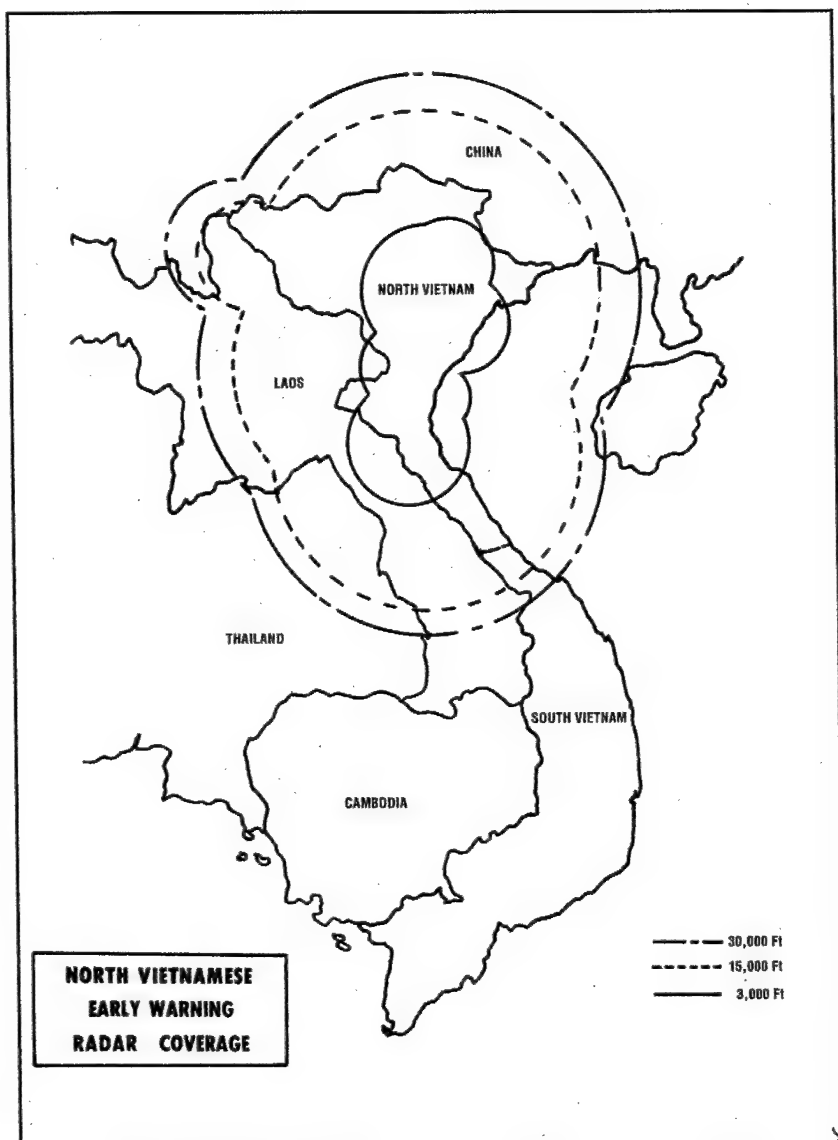 CHINA
NORTH VIETNAM
LAOS
THAILAND
SOUTH VIETNAM
CAMBODIA
30,000 Ft
15,000 Ft
3,000 Ft
NORTH VIETNAMESE
EARLY WARNING
RADAR COVERAGE